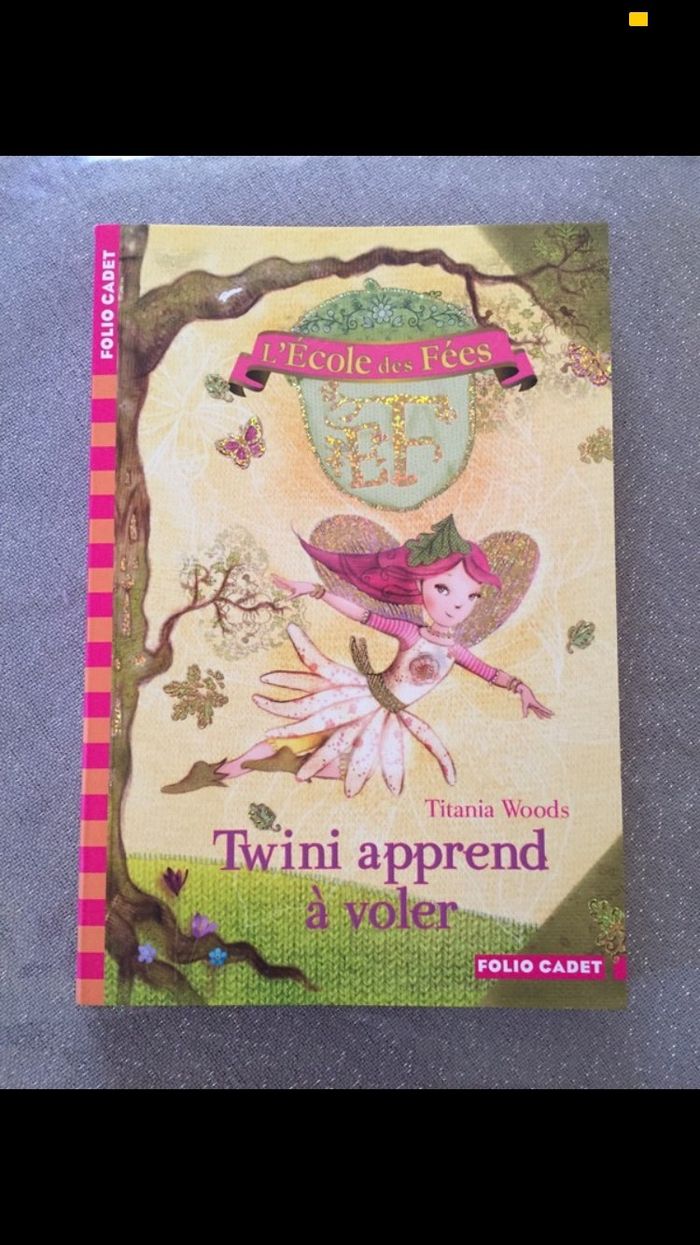 FOLIO CADET
L'École des Fées
EF
Titania Woods
Twini apprend
à voler
FOLIO CADET